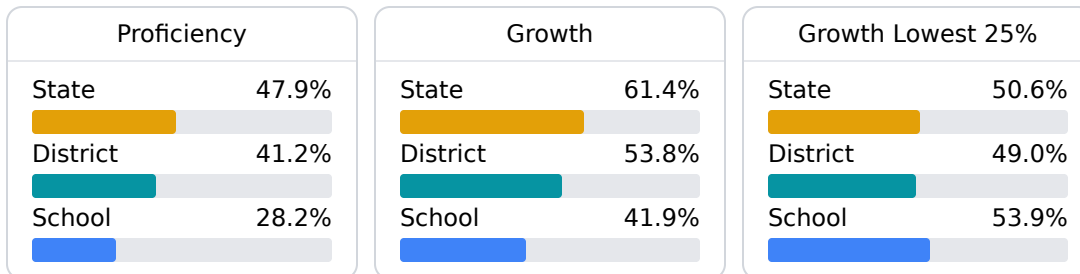 Proficiency
State 47.9%
District 41.2%
School 28.2%
Growth
State 61.4%
District 53.8%
School 41.9%
Growth Lowest 25%
State 50.6%
District 49.0%
School 53.9%